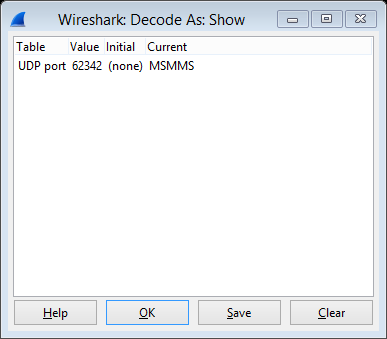 Wireshark: Decode As: Show
Table Value Initial Current
UDP port 62342 (none) MSMMS
Help OK Save Clear